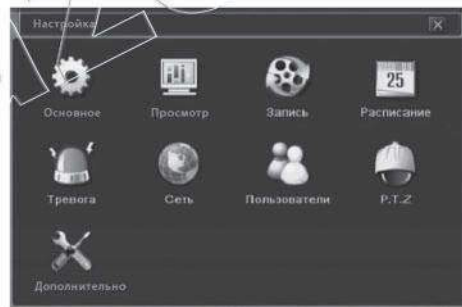 Настройка
Основное Просмотр Запись 25 Расписание
Тревога Сеть Пользователи P.T.Z
Дополнительно